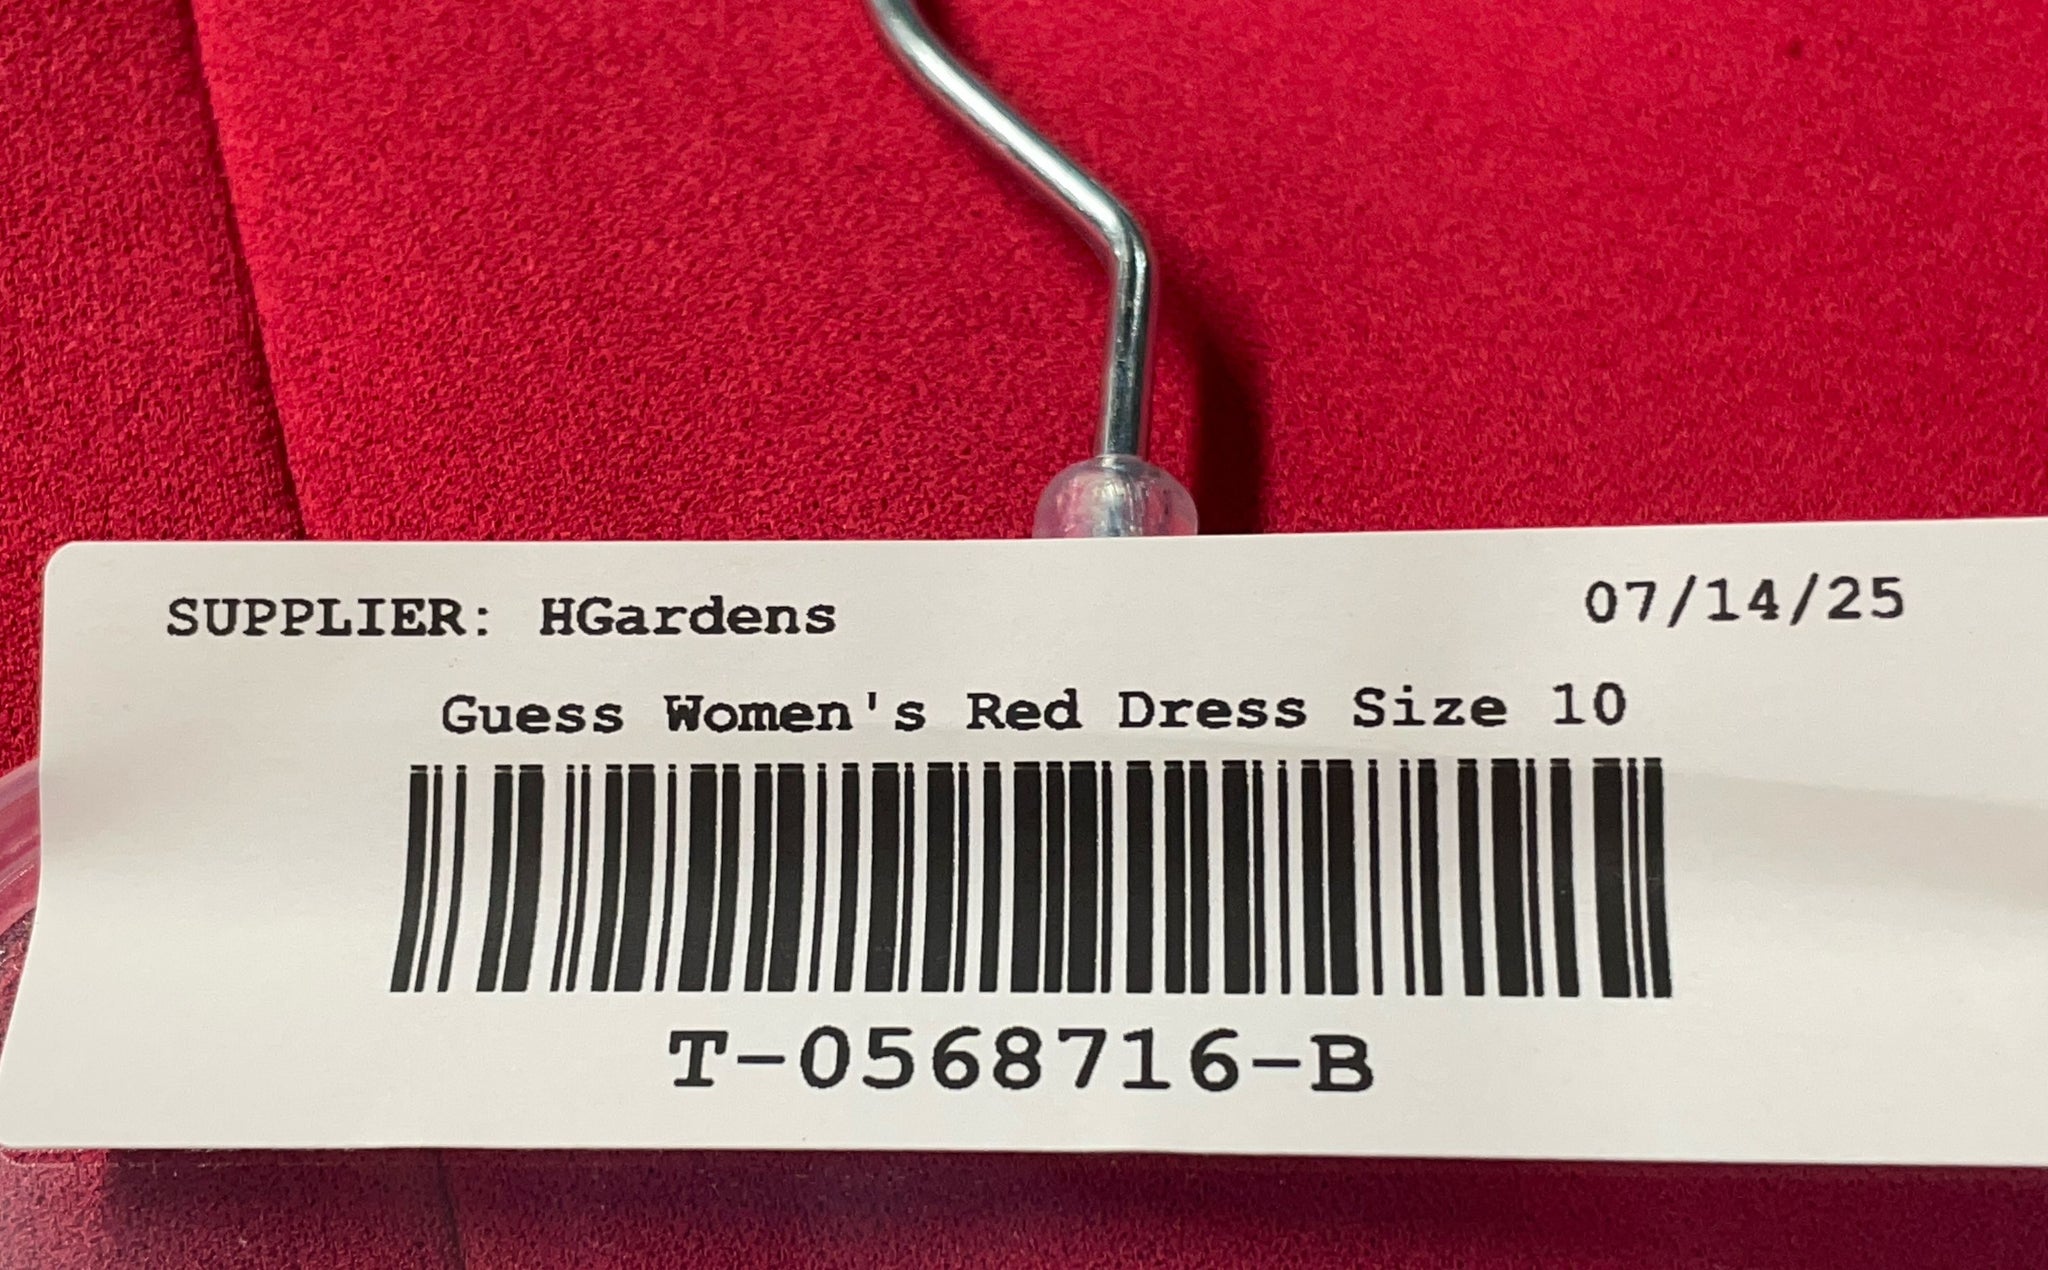 SUPPLIER: HGardens 07/14/25
Guess Women's Red Dress Size 10
T-0568716-B